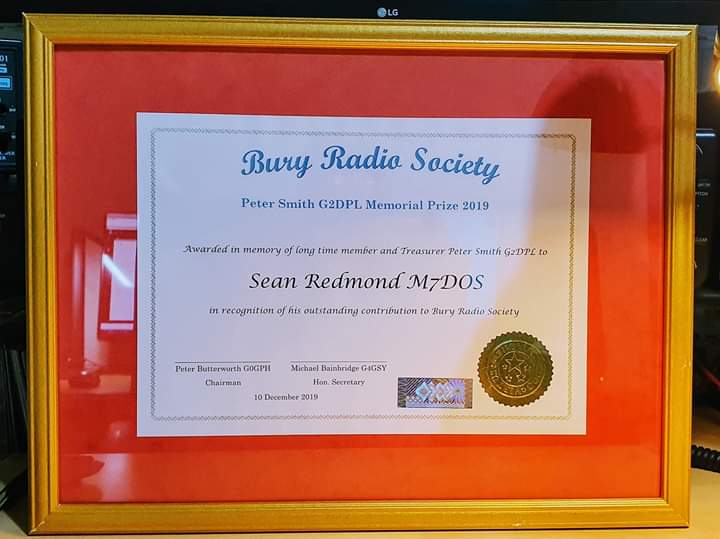 LG
Bury Radio Society
Peter Smith G2DPL Memorial Prize 2019
Awarded in memory of long time member and Treasurer Peter Smith G2DPL to
Sean Redmond M7DOS
in recognition of his outstanding contribution to Bury Radio Society
Peter Butterworth G0GPH
Michael Bainbridge G4GSY
Chairman
Hon. Secretary
10 December 2019